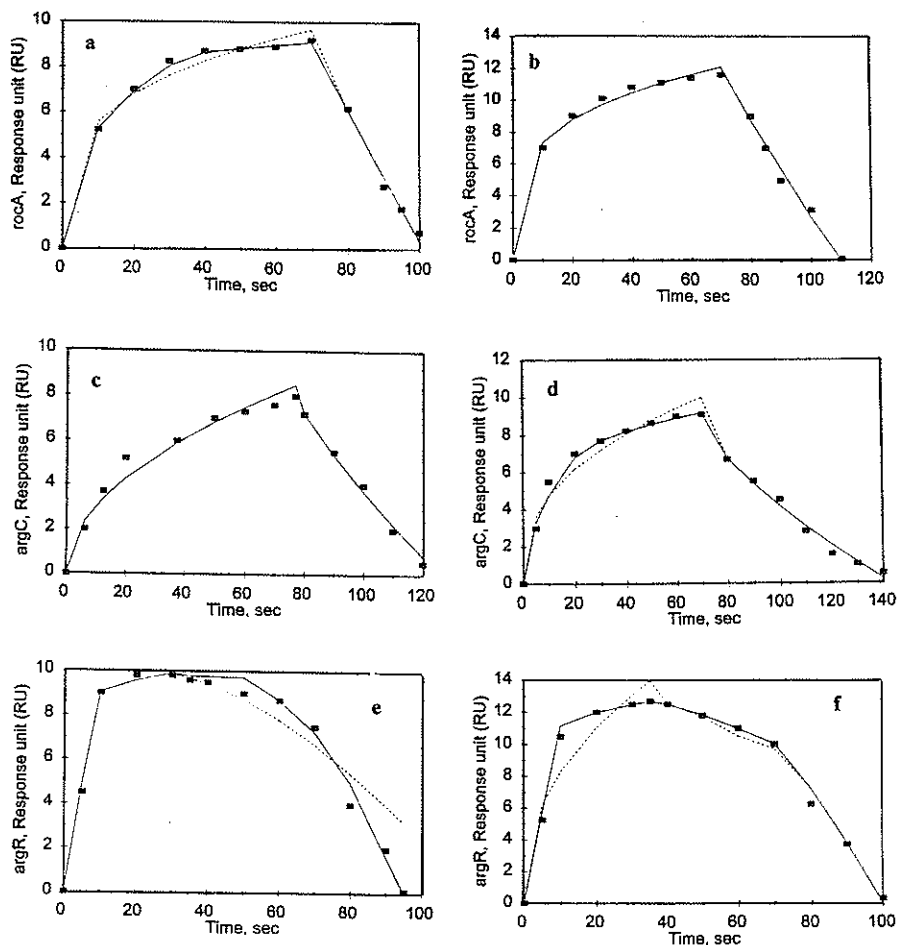 a
rocA, Response unit (RU)
10
8
6
4
2
0
0 20 40 60 80 100
Time, sec
b
rocA, Response unit (RU)
14
12
10
8
6
4
2
0
0 20 40 60 80 100 120
Time, sec
c
argC, Response unit (RU)
10
8
6
4
2
0
0 20 40 60 80 100 120
Time, sec
d
argC, Response unit (RU)
12
10
8
6
4
2
0
0 20 40 60 80 100 120 140
Time, sec
e
argR, Response unit (RU)
10
8
6
4
2
0
0 20 40 60 80 100
Time, sec
f
argR, Response unit (RU)
14
12
10
8
6
4
2
0
0 20 40 60 80 100
Time, sec